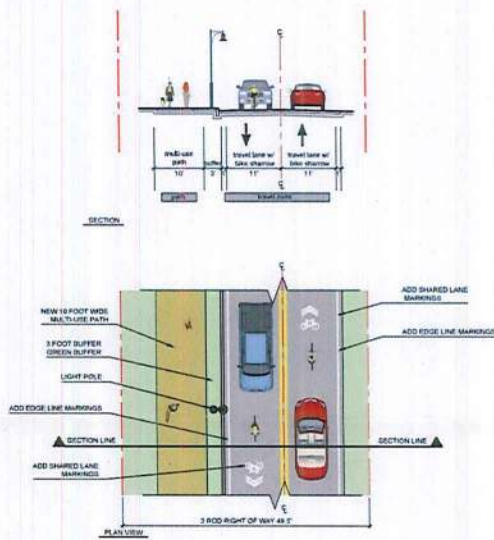 multi-use
path
10'
buffer
3'
travel lane w/
bike sharrow
11'
travel lane w/
bike sharrow
11'
path
SECTION
NEW 10 FOOT WIDE
MULTI-USE PATH
3 FOOT BUFFER
GREEN BUFFER
LIGHT POLE
ADD EDGE LINE MARKINGS
SECTION LINE
ADD SHARED LANE
MARKINGS
ADD SHARED LANE
MARKINGS
ADD EDGE LINE MARKINGS
SECTION LINE
3 ROD RIGHT OF WAY 49.5'
PLAN VIEW